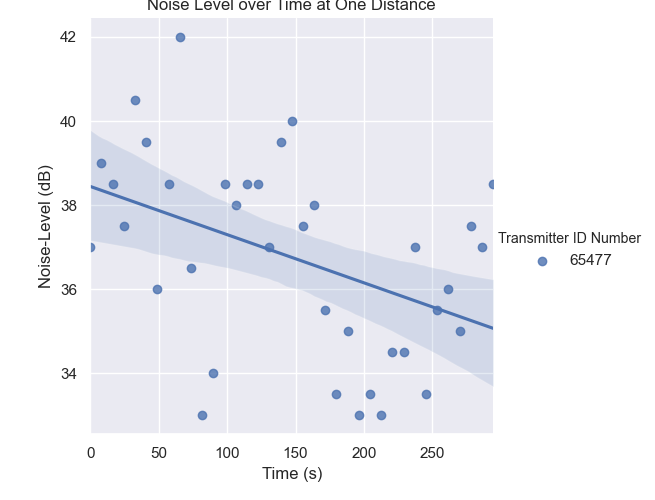 Noise Level over Time at One Distance
42
40
38
36
34
Noise-Level (dB)
0 50 100 150 200 250
Time (s)
Transmitter ID Number
65477